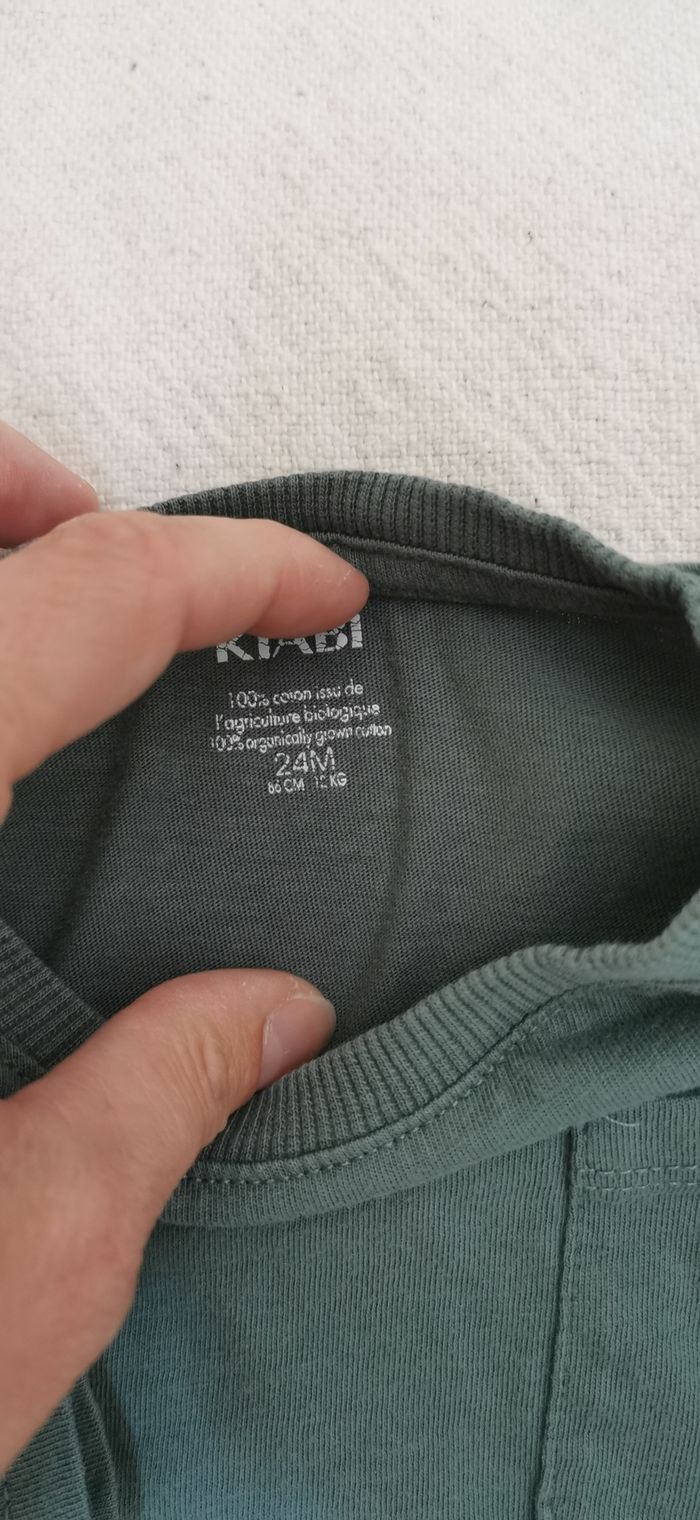 KIABI
100% coton issu de
l'agriculture biologique
100% organically grown cotton
24M
86 CM 12 KG